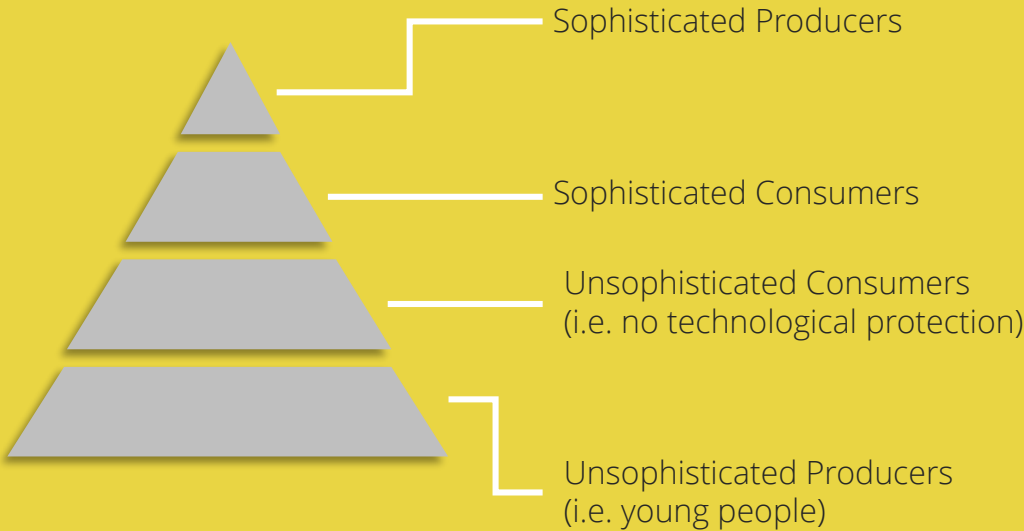 Sophisticated Producers
Sophisticated Consumers
Unsophisticated Consumers
(i.e. no technological protection)
Unsophisticated Producers
(i.e. young people)